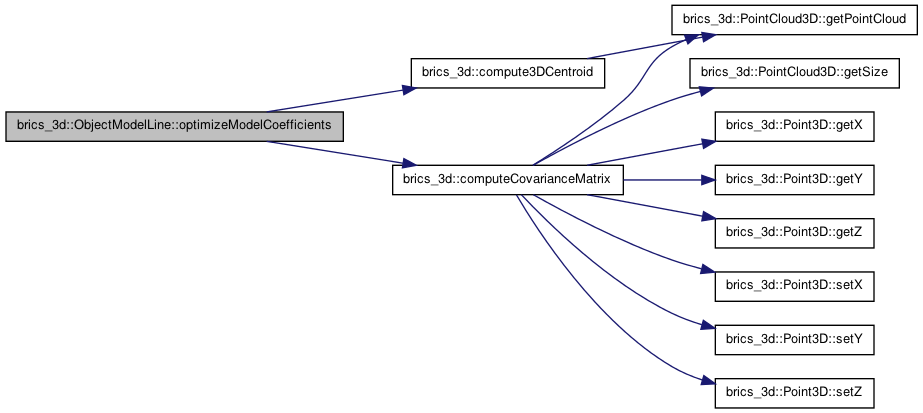 brics_3d::PointCloud3D::getPointCloud
brics_3d::compute3DCentroid
brics_3d::PointCloud3D::getSize
brics_3d::ObjectModelLine::optimizeModelCoefficients
brics_3d::Point3D::getX
brics_3d::computeCovarianceMatrix
brics_3d::Point3D::getY
brics_3d::Point3D::getZ
brics_3d::Point3D::setX
brics_3d::Point3D::setY
brics_3d::Point3D::setZ